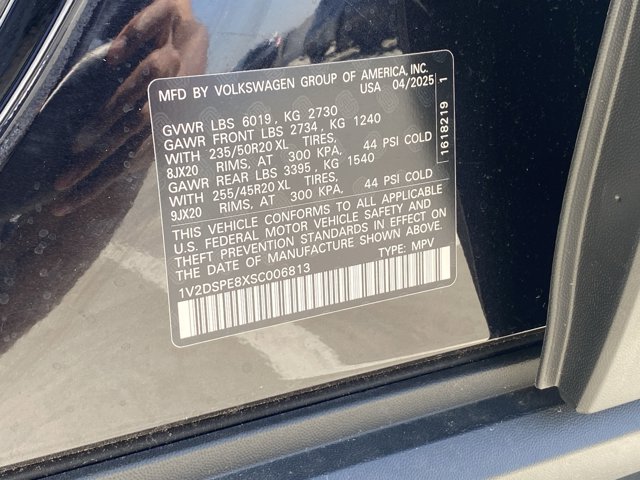 MFD BY VOLKSWAGEN GROUP OF AMERICA, INC.
USA 04/2025
GVWR LBS 6019, KG 2730
GAWR FRONT LBS 2734, KG 1240
WITH 235/50R20 XL TIRES,
8JX20 RIMS, AT 300 KPA, 44 PSI COLD
GAWR REAR LBS 3395, KG 1540
WITH 255/45R20 XL TIRES,
9JX20 RIMS, AT 300 KPA, 44 PSI COLD
THIS VEHICLE CONFORMS TO ALL APPLICABLE
U.S. FEDERAL MOTOR VEHICLE SAFETY AND
THEFT PREVENTION STANDARDS IN EFFECT ON
THE DATE OF MANUFACTURE SHOWN ABOVE.
1V2DSPE8XSC006813 TYPE: MPV
1618219 1